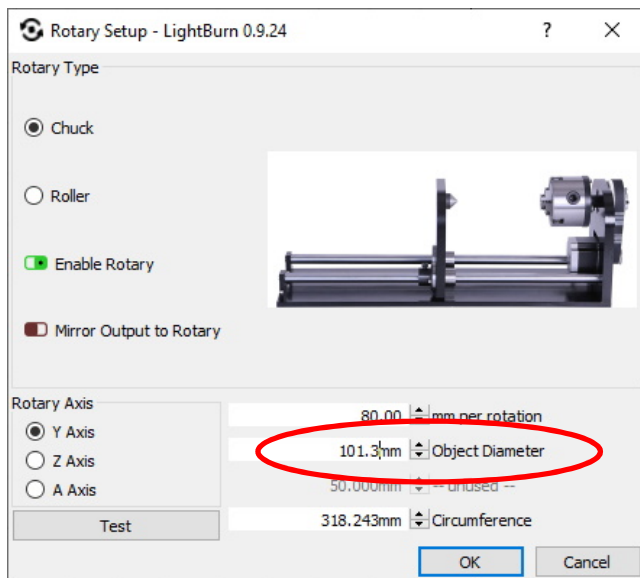 Rotary Setup - LightBurn 0.9.24
?
Rotary Type
Chuck
Roller
Enable Rotary
Mirror Output to Rotary
Rotary Axis
Y Axis
Z Axis
A Axis
Test
80.00 mm per rotation
101.3mm Object Diameter
50.000mm -- unused --
318.243mm Circumference
OK Cancel